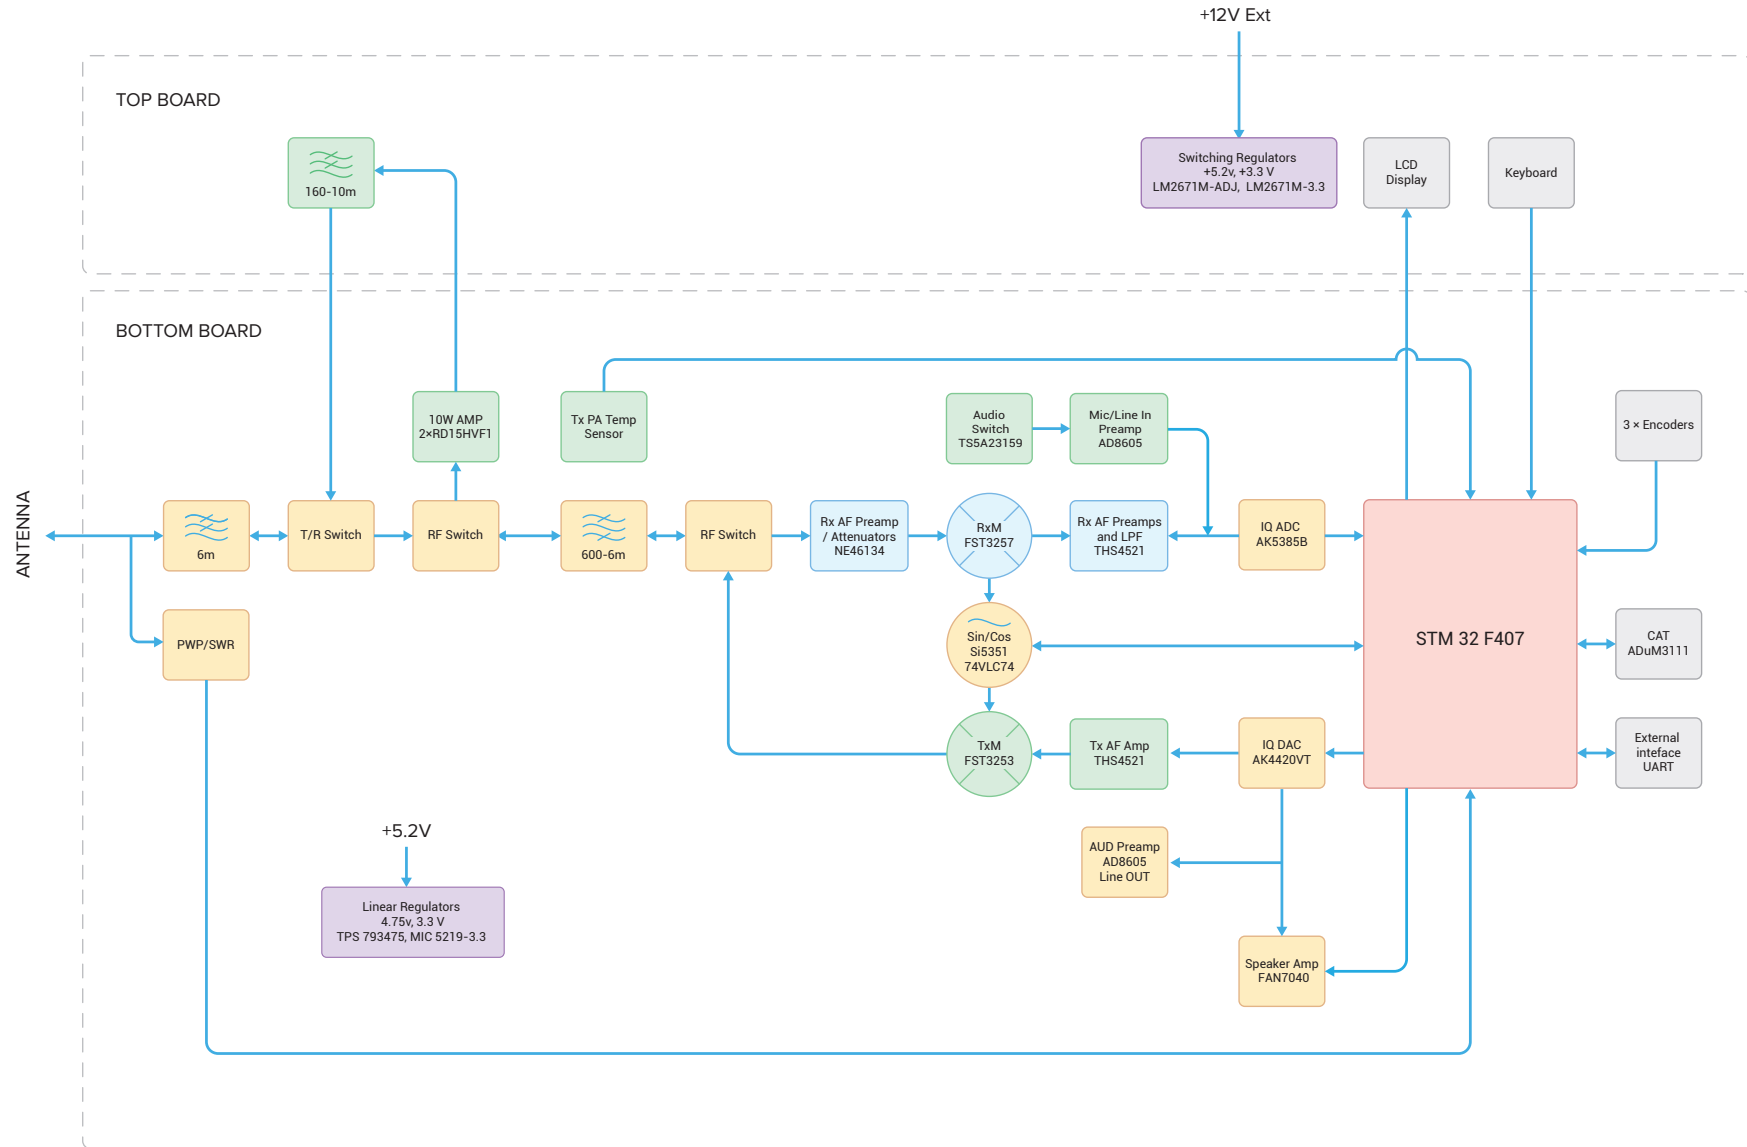 +12V Ext
TOP BOARD
160-10m
Switching Regulators
+5.2v, +3.3 V
LM2671M-ADJ, LM2671M-3.3
LCD
Display
Keyboard
BOTTOM BOARD
10W AMP
2×RD15HVF1
Tx PA Temp
Sensor
Audio
Switch
TS5A23159
Mic/Line In
Preamp
AD8605
3 × Encoders
ANTENNA
6m
T/R Switch
RF Switch
600-6m
RF Switch
Rx AF Preamp
/ Attenuators
NE46134
RxM
FST3257
Rx AF Preamps
and LPF
THS4521
IQ ADC
AK5385B
STM 32 F407
PWP/SWR
Sin/Cos
Si5351
74VLC74
CAT
ADuM3111
TxM
FST3253
Tx AF Amp
THS4521
IQ DAC
AK4420VT
External
inteface
UART
+5.2V
AUD Preamp
AD8605
Line OUT
Linear Regulators
4.75v, 3.3 V
TPS 793475, MIC 5219-3.3
Speaker Amp
FAN7040